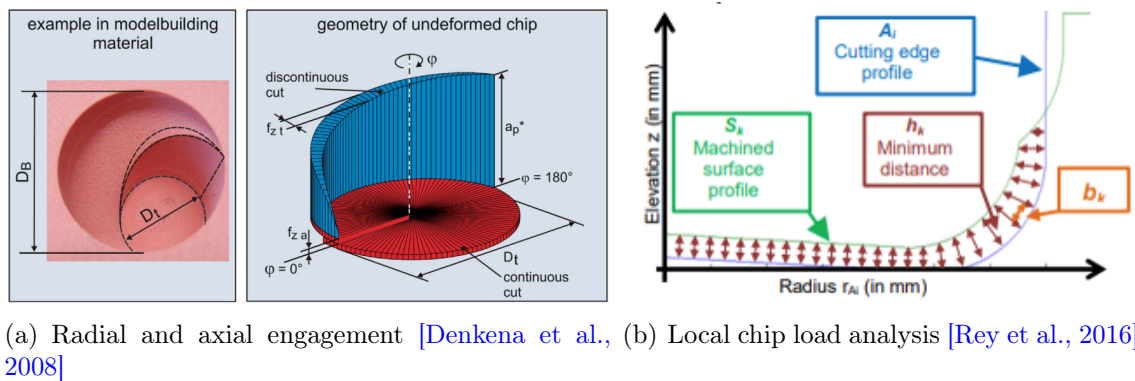 example in modelbuilding
material
D_B
D_t
geometry of undeformed chip
φ
discontinuous
cut
f_z t
a_p*
φ = 180°
f_z a
φ = 0°
D_t
continuous
cut
Elevation z (in mm)
A_i
Cutting edge
profile
S_k
Machined
surface
profile
h_k
Minimum
distance
b_k
Radius r_Ai (in mm)
(a) Radial and axial engagement [Denkena et al.,
2008]
(b) Local chip load analysis [Rey et al., 2016]